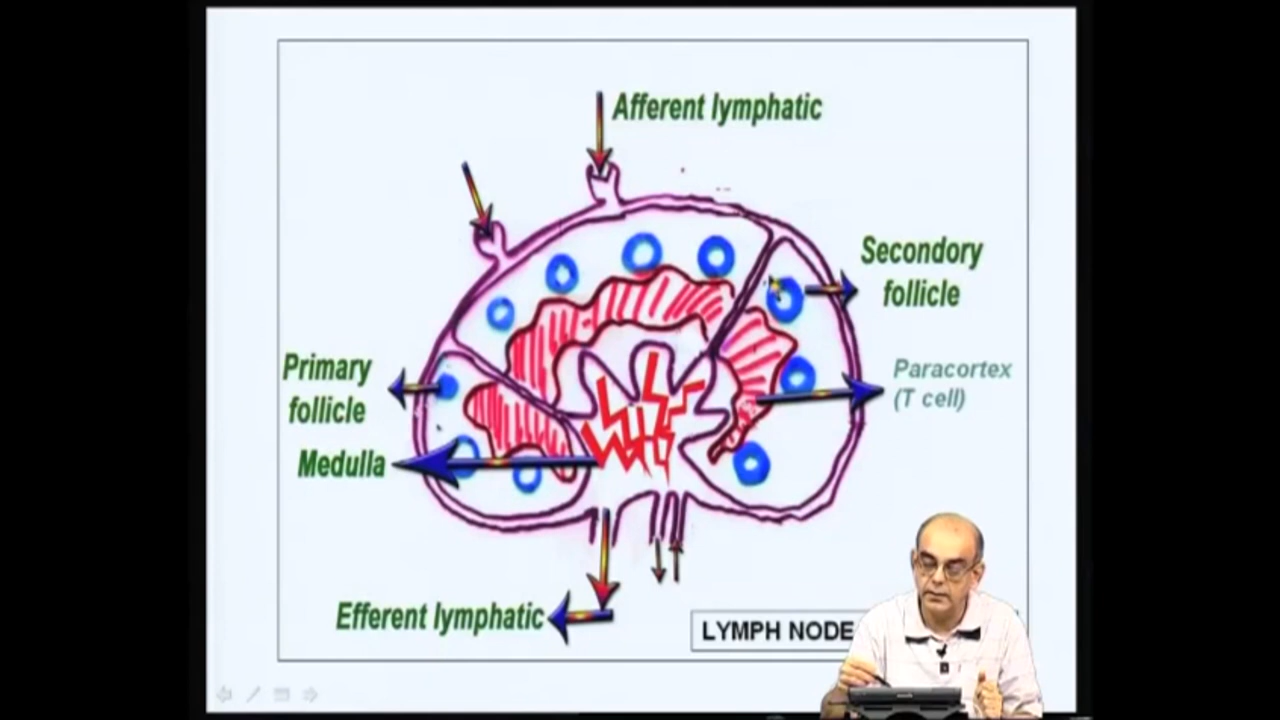 Afferent lymphatic
Secondory
follicle
Primary
follicle
Paracortex
(T cell)
Medulla
Efferent lymphatic
LYMPH NODE